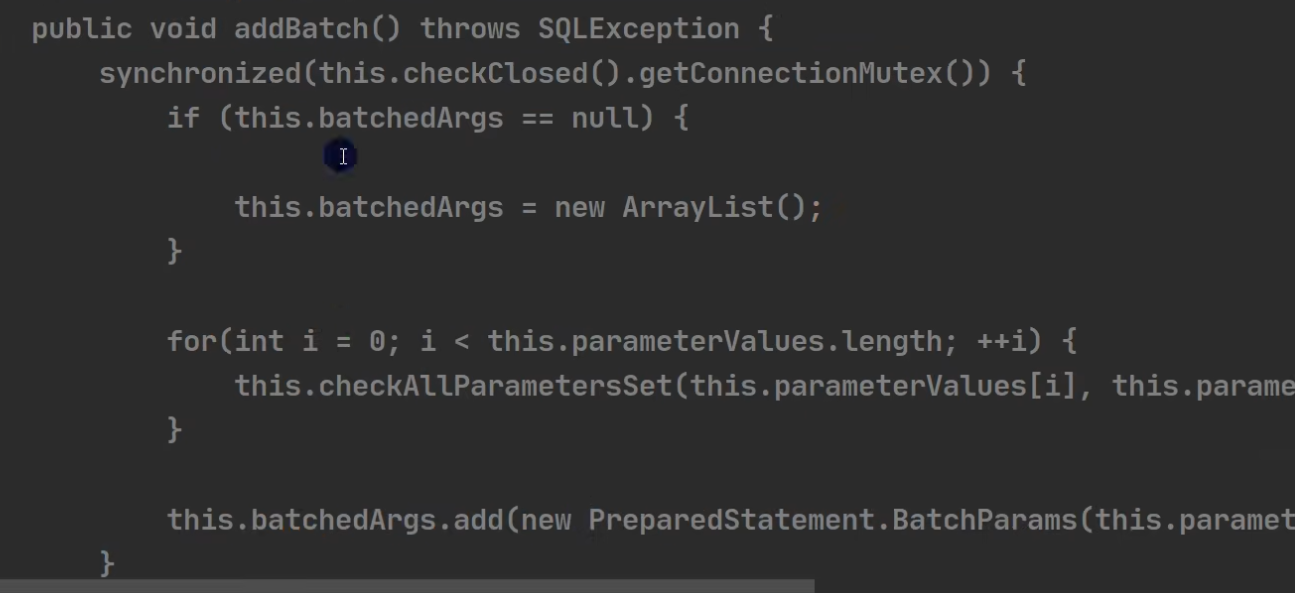 public void addBatch() throws SQLException {
synchronized(this.checkClosed().getConnectionMutex()) {
if (this.batchedArgs == null) {
this.batchedArgs = new ArrayList();
}
for(int i = 0; i < this.parameterValues.length; ++i) {
this.checkAllParametersSet(this.parameterValues[i], this.parame
}
this.batchedArgs.add(new PreparedStatement.BatchParams(this.paramet
}